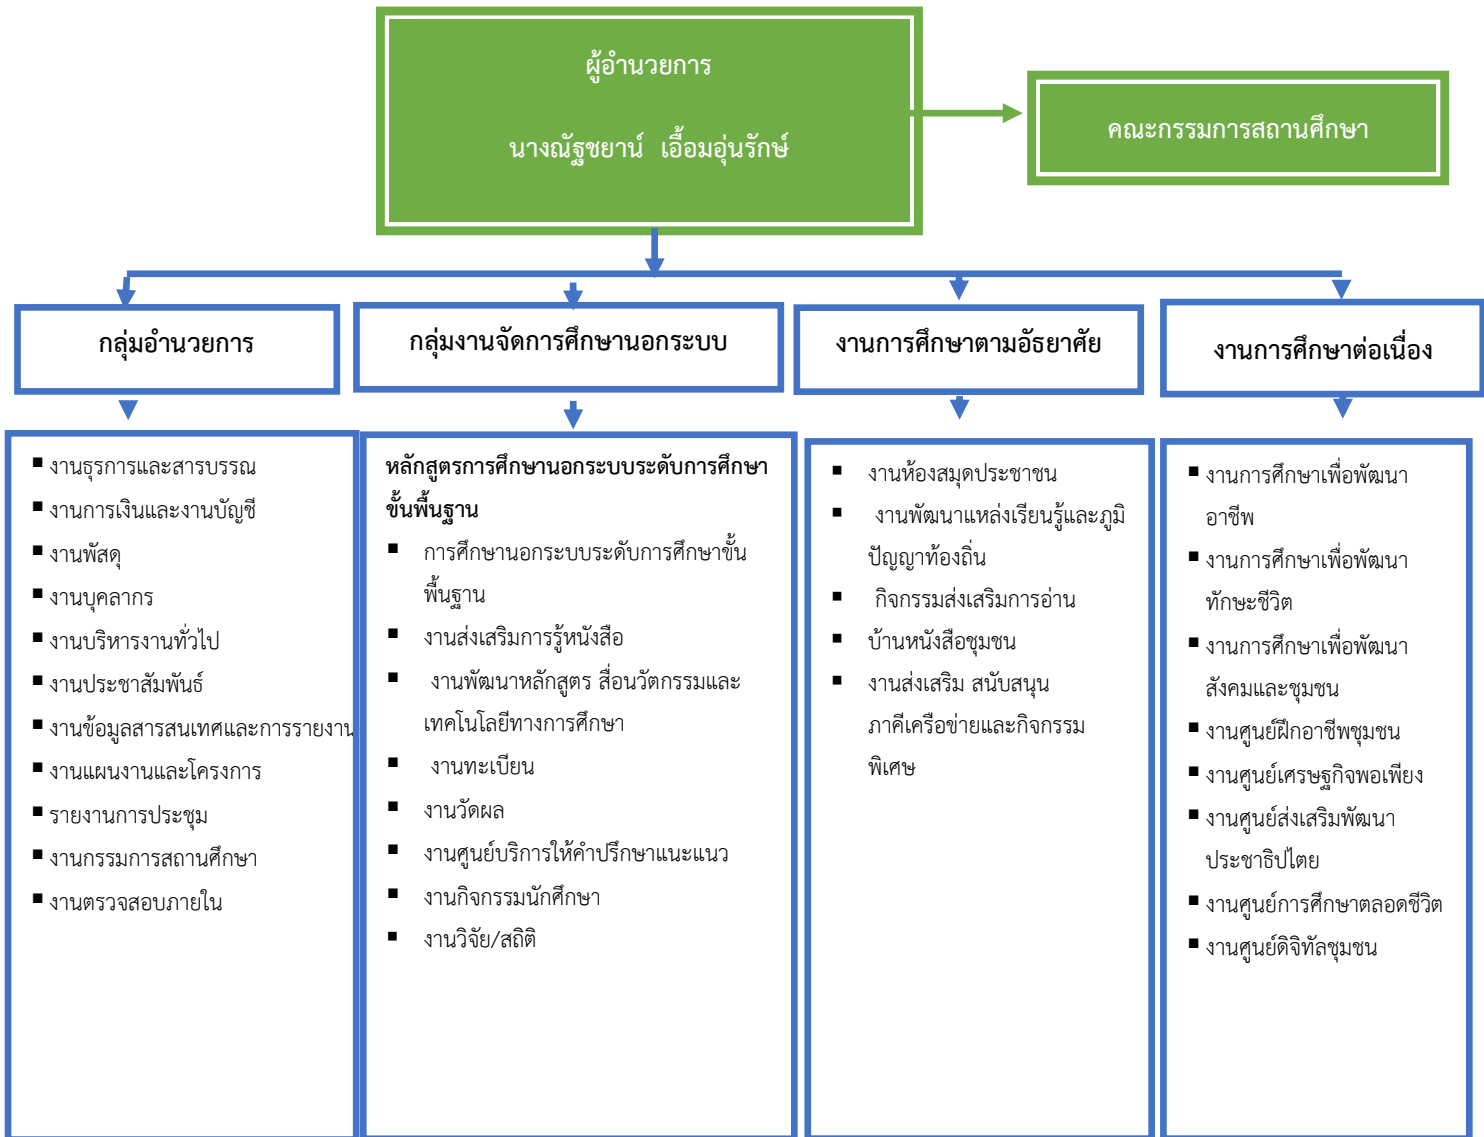 ผู้อำนวยการ
นางณัฐชยาน์ เอื้อมอุ่นรักษ์
คณะกรรมการสถานศึกษา
กลุ่มอำนวยการ
กลุ่มงานจัดการศึกษานอกระบบ
งานการศึกษาตามอัธยาศัย
งานการศึกษาต่อเนื่อง
▪ งานธุรการและสารบรรณ
▪ งานการเงินและงานบัญชี
▪ งานพัสดุ
▪ งานบุคลากร
▪ งานบริหารงานทั่วไป
▪ งานประชาสัมพันธ์
▪ งานข้อมูลสารสนเทศและการรายงาน
▪ งานแผนงานและโครงการ
▪ รายงานการประชุม
▪ งานกรรมการสถานศึกษา
▪ งานตรวจสอบภายใน
หลักสูตรการศึกษานอกระบบระดับการศึกษา
ขั้นพื้นฐาน
▪ การศึกษานอกระบบระดับการศึกษาขั้น
พื้นฐาน
▪ งานส่งเสริมการรู้หนังสือ
▪ งานพัฒนาหลักสูตร สื่อนวัตกรรมและ
เทคโนโลยีทางการศึกษา
▪ งานทะเบียน
▪ งานวัดผล
▪ งานศูนย์บริการให้คำปรึกษาแนะแนว
▪ งานกิจกรรมนักศึกษา
▪ งานวิจัย/สถิติ
▪ งานห้องสมุดประชาชน
▪ งานพัฒนาแหล่งเรียนรู้และภูมิ
ปัญญาท้องถิ่น
▪ กิจกรรมส่งเสริมการอ่าน
▪ บ้านหนังสือชุมชน
▪ งานส่งเสริม สนับสนุน
ภาคีเครือข่ายและกิจกรรม
พิเศษ
▪ งานการศึกษาเพื่อพัฒนา
อาชีพ
▪ งานการศึกษาเพื่อพัฒนา
ทักษะชีวิต
▪ งานการศึกษาเพื่อพัฒนา
สังคมและชุมชน
▪ งานศูนย์ฝึกอาชีพชุมชน
▪ งานศูนย์เศรษฐกิจพอเพียง
▪ งานศูนย์ส่งเสริมพัฒนา
ประชาธิปไตย
▪ งานศูนย์การศึกษาตลอดชีวิต
▪ งานศูนย์ดิจิทัลชุมชน